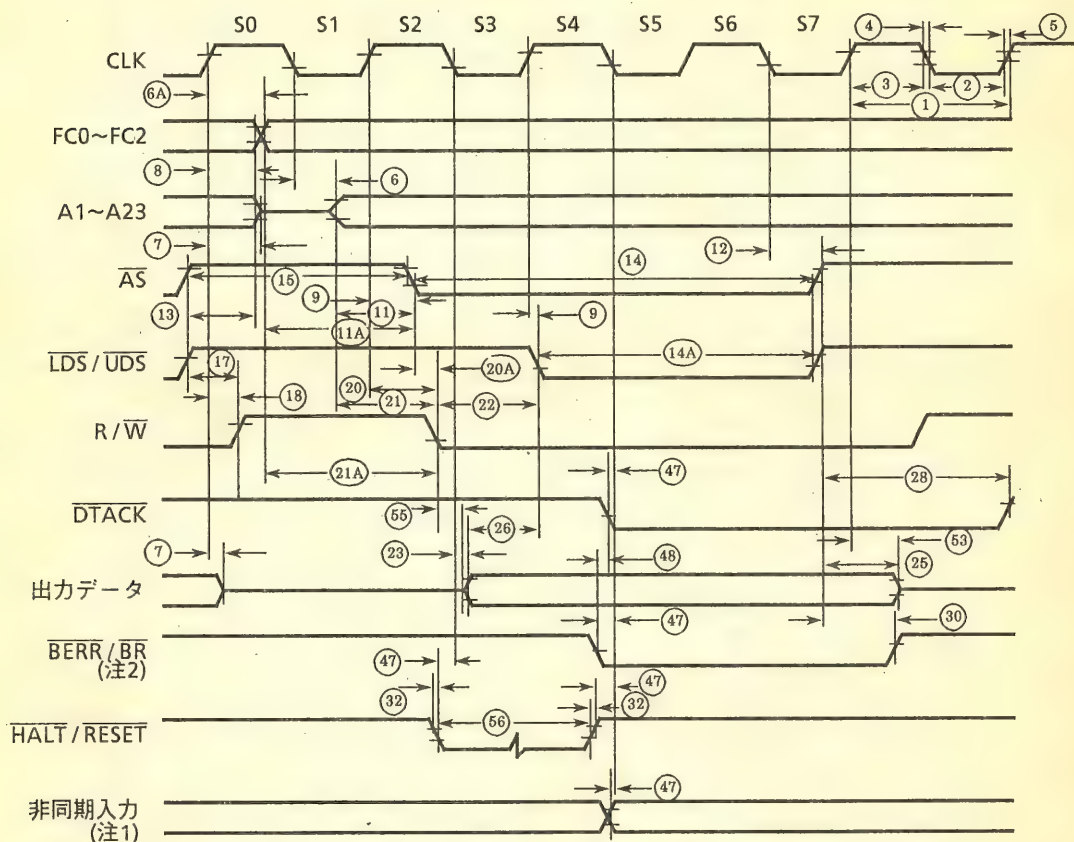 S0 S1 S2 S3 S4 S5 S6 S7
④ ⑤
CLK
6A ③ ②
①
FC0~FC2
⑧ ⑥
A1~A23
⑦ ⑫
AS
⑮ ⑭
⑨ ⑪ ⑨
⑬ 11A
LDS / UDS 14A
⑰ 20A
⑱ ⑳ ㉑ ㉒
R / W
21A ㊼ ㉘
DTACK
55 ㉖
⑦ ㉓ ㊽ 53
㉕
出力データ
㊼ ㉚
BERR / BR
(注2)
㊼ ㊼
㉜ 56 ㉜
HALT / RESET
㊼
非同期入力
(注1)